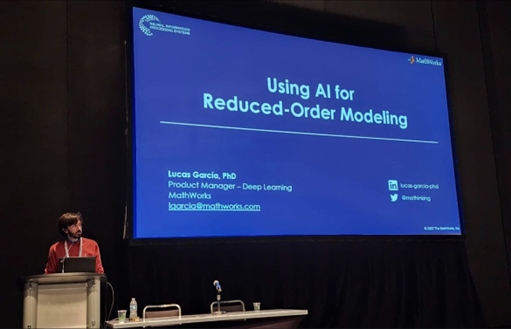 NEURAL INFORMATION
PROCESSING SYSTEMS
MathWorks
Using AI for
Reduced-Order Modeling
Lucas García, PhD
Product Manager – Deep Learning
MathWorks
lgarcia@mathworks.com
lucas-garcia-phd
@mathinking
© 2022 The MathWorks, Inc.